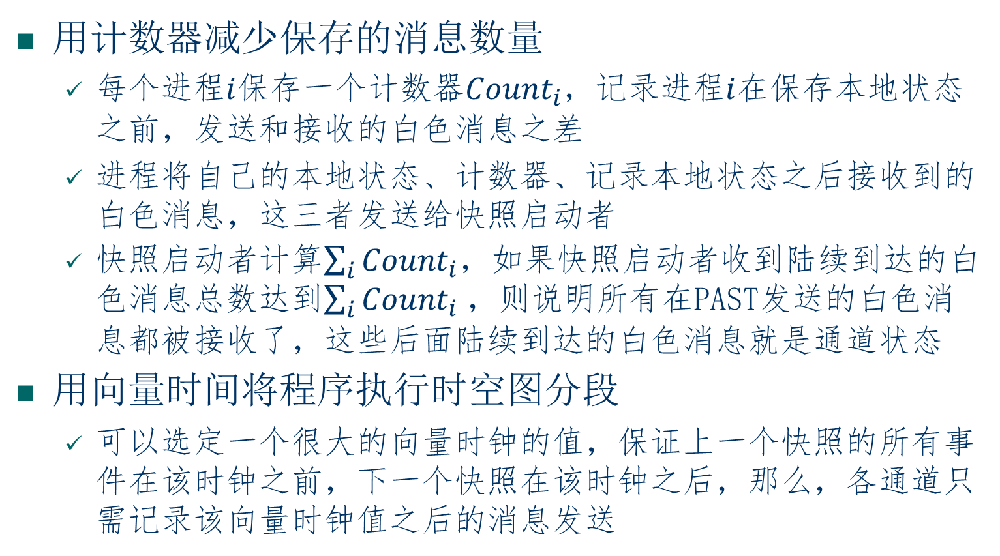 用计数器减少保存的消息数量
每个进程i保存一个计数器Count_i，记录进程i在保存本地状态
之前，发送和接收的白色消息之差
进程将自己的本地状态、计数器、记录本地状态之后接收到的
白色消息，这三者发送给快照启动者
快照启动者计算∑_i Count_i，如果快照启动者收到陆续到达的白
色消息总数达到∑_i Count_i，则说明所有在PAST发送的白色消
息都被接收了，这些后面陆续到达的白色消息就是通道状态
用向量时间将程序执行时空图分段
可以选定一个很大的向量时钟的值，保证上一个快照的所有事
件在该时钟之前，下一个快照在该时钟之后，那么，各通道只
需记录该向量时钟值之后的消息发送